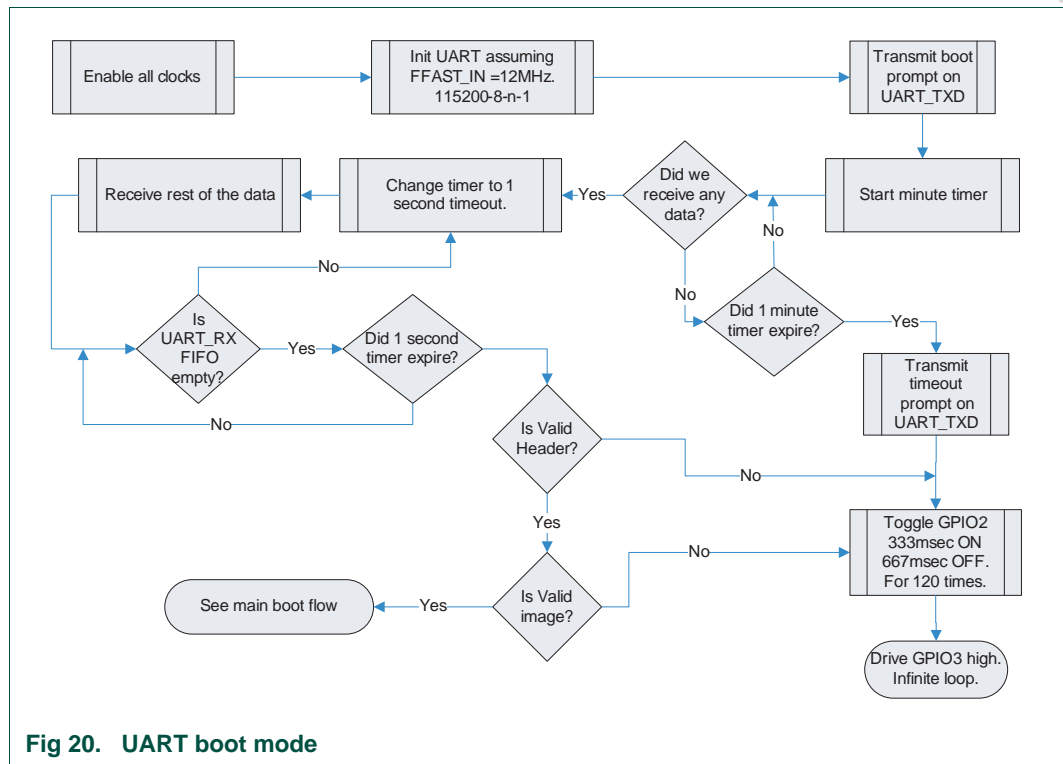 Enable all clocks
Init UART assuming
FFAST_IN =12MHz.
115200-8-n-1
Transmit boot
prompt on
UART_TXD
Receive rest of the data
Change timer to 1
second timeout.
Yes
Did we
receive any
data?
Start minute timer
No
No
No
Did 1 minute
timer expire?
Yes
Is
UART_RX
FIFO
empty?
Yes
Did 1 second
timer expire?
No
Transmit
timeout
prompt on
UART_TXD
Is Valid
Header?
No
Yes
Toggle GPIO2
333msec ON
667msec OFF.
For 120 times.
No
See main boot flow
Yes
Is Valid
image?
Drive GPIO3 high.
Infinite loop.
Fig 20. UART boot mode